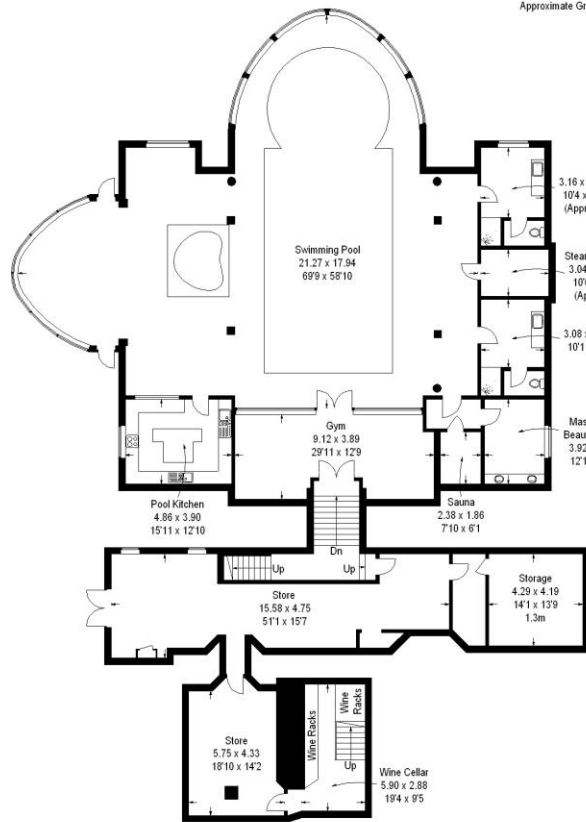 Approximate Gr
3.16 x
10'4 x
(Appr
Swimming Pool
21.27 x 17.94
69'9 x 58'10
Stear
3.04
10'0
(Ap
3.08 x
10'1
Gym
9.12 x 3.89
29'11 x 12'9
Mas
Beau
3.92
12'1
Pool Kitchen
4.86 x 3.90
15'11 x 12'10
Sauna
2.38 x 1.86
7'10 x 6'1
Dn
Up
Up
Store
15.58 x 4.75
51'1 x 15'7
Storage
4.29 x 4.19
14'1 x 13'9
1.3m
Store
5.75 x 4.33
18'10 x 14'2
Wine Racks
Wine
Racks
Up
Wine Cellar
5.90 x 2.88
19'4 x 9'5